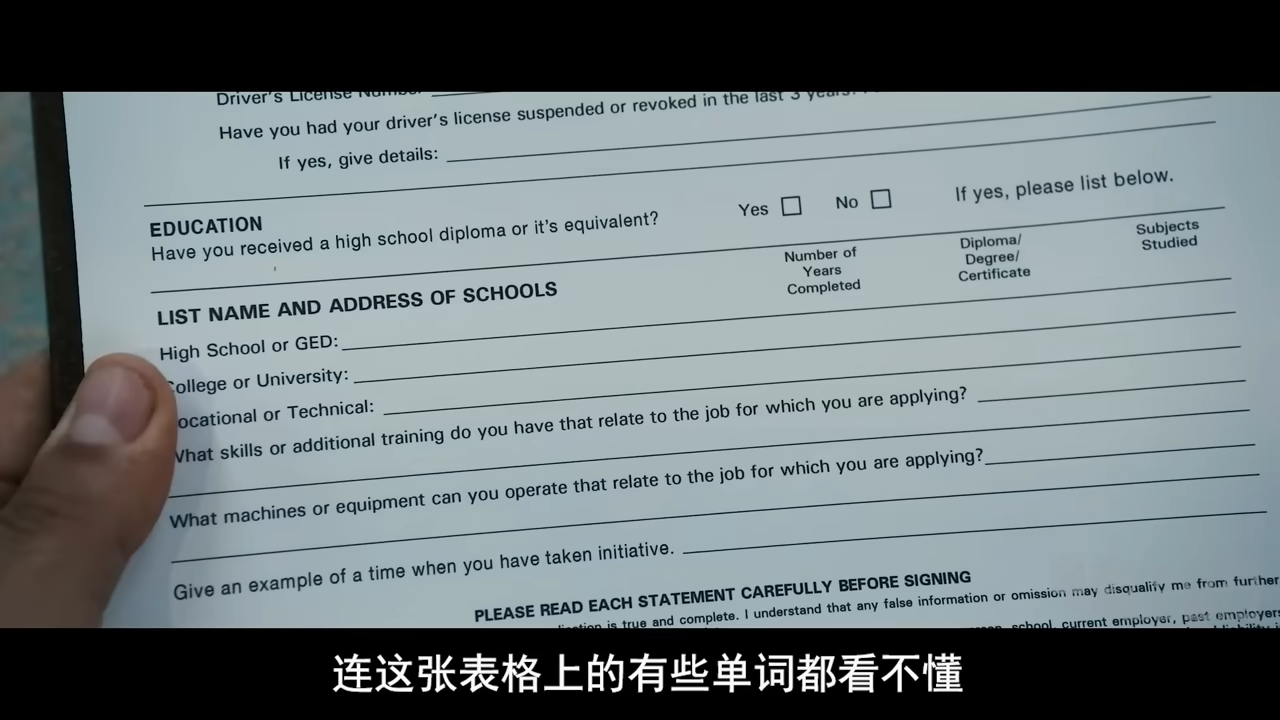 Driver's License Number
Have you had your driver's license suspended or revoked in the last 3 years?
If yes, give details:
EDUCATION
Have you received a high school diploma or it's equivalent?
Yes No If yes, please list below.
LIST NAME AND ADDRESS OF SCHOOLS
Number of
Years
Completed
Diploma/
Degree/
Certificate
Subjects
Studied
High School or GED:
College or University:
ocational or Technical:
What skills or additional training do you have that relate to the job for which you are applying?
What machines or equipment can you operate that relate to the job for which you are applying?
Give an example of a time when you have taken initiative.
PLEASE READ EACH STATEMENT CAREFULLY BEFORE SIGNING
is true and complete. I understand that any false information or omission may disqualify me from further
school, current employer, past employers
连这张表格上的有些单词都看不懂